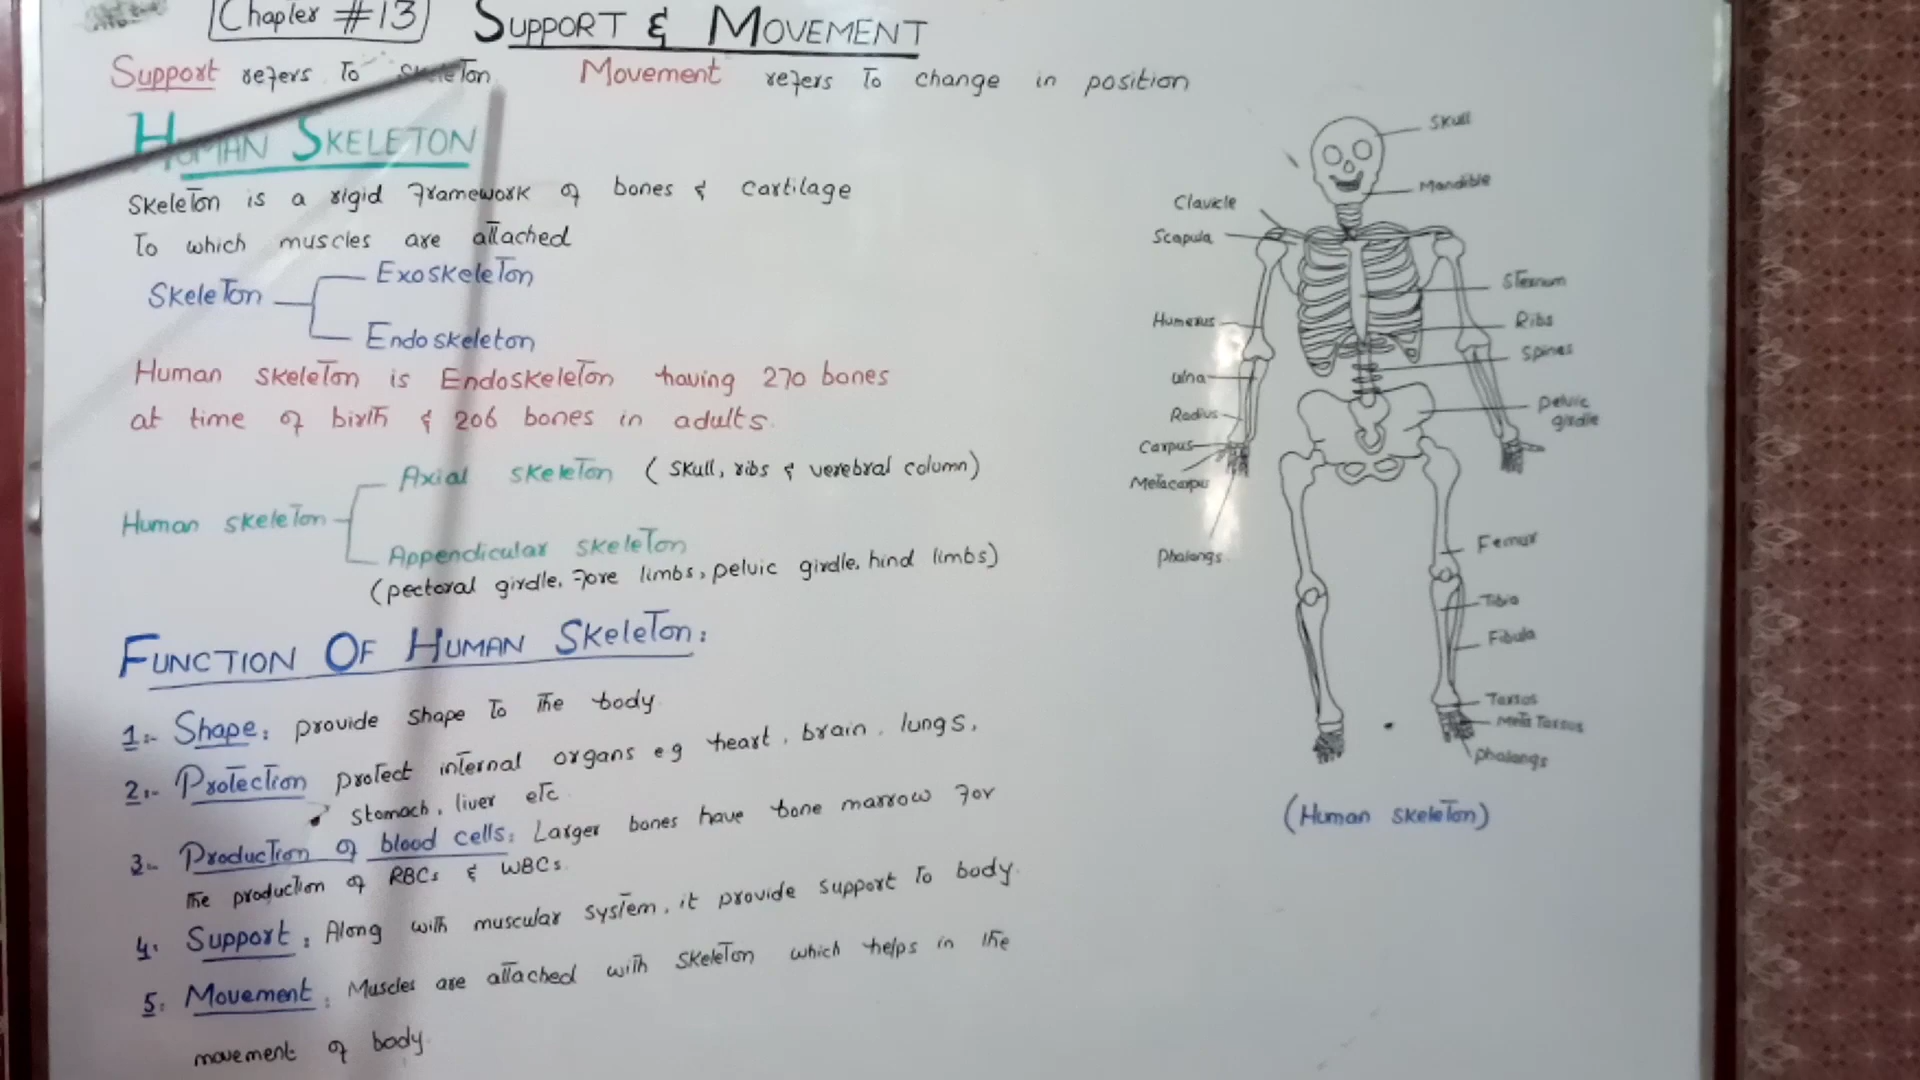 Chapter #13 SUPPORT & MOVEMENT
Support refers To skeleTon Movement refers To change in position
HUMAN SKELETON
SkeleTon is a rigid framework of bones & cartilage
To which muscles are attached
SkeleTon
ExoskeleTon
Endoskeleton
Human skeleTon is EndoskeleTon having 270 bones
at time of birth & 206 bones in adults.
Human skeleTon
Axial skeleTon (skull, ribs & verebral column)
Appendicular skeleTon
(pectoral girdle, fore limbs, pelvic girdle, hind limbs)
FUNCTION OF HUMAN SkeleTon:
1:- Shape: provide shape To The body.
2:- ProTecTion proTect internal organs eg heart, brain, lungs,
stomach, liver eTc
3:- ProducTion of blood cells: Larger bones have bone marrow for
The production of RBCs & WBCs.
4: Support: Along with muscular sysTem, it provide support To body.
5: Movement: Muscles are attached with skeleTon which helps in the
movement of body.
Skull
Mandible
Clavicle
Scapula
STernum
Humerus
Ribs
Spines
ulna
pelvic
girdle
Radius
Carpus
MeTacarpu
Phalangs
Femur
Tibia
Fibula
Tarsus
MeTa Tarsus
phalangs
(Human skeleTon)